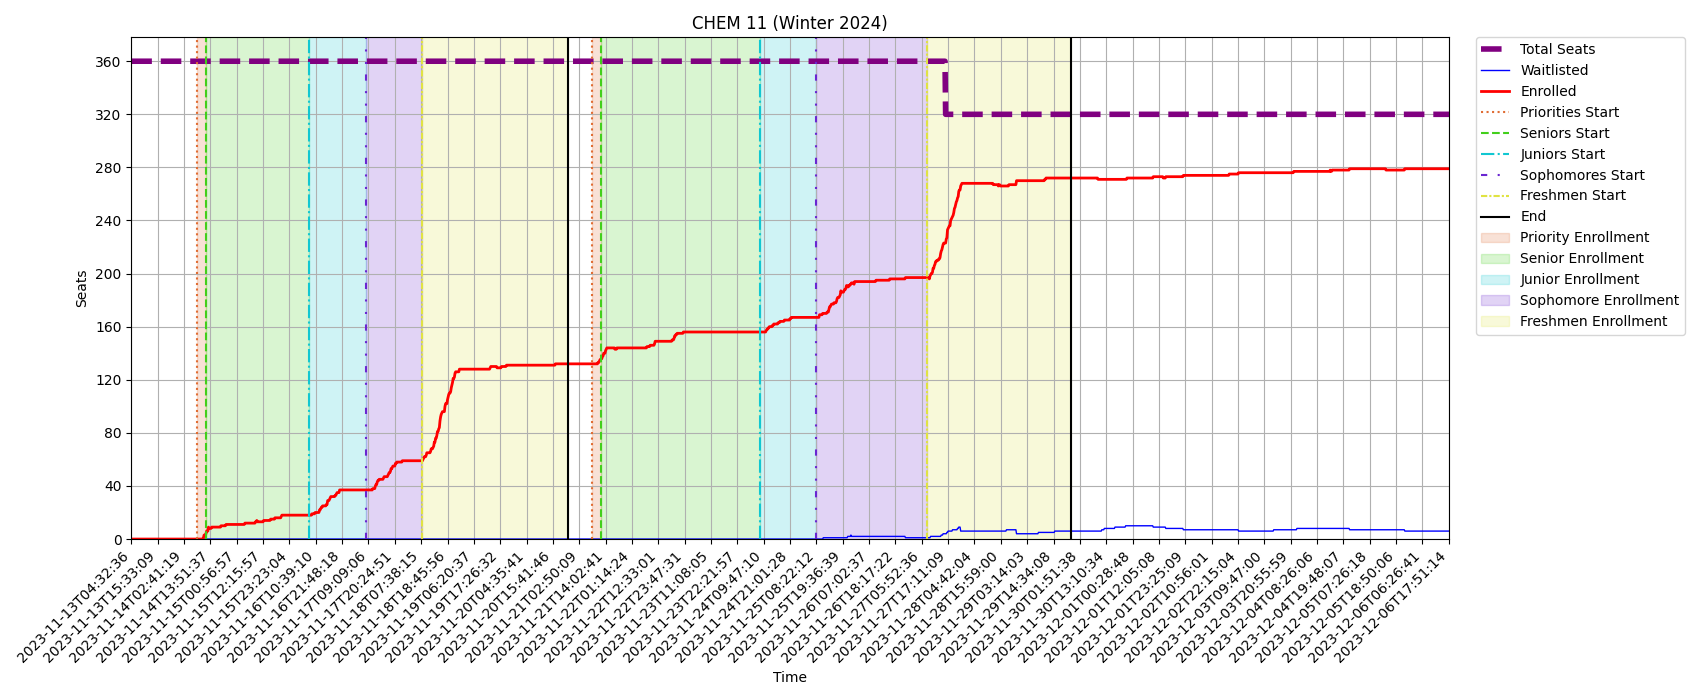 CHEM 11 (Winter 2024)
Seats
360
320
280
240
200
160
120
80
40
0
2023-11-13T04:32:36
2023-11-13T15:33:09
2023-11-14T02:41:19
2023-11-14T13:51:37
2023-11-15T00:56:57
2023-11-15T12:15:57
2023-11-15T23:23:04
2023-11-16T10:39:10
2023-11-16T21:48:18
2023-11-17T09:09:06
2023-11-17T20:24:51
2023-11-18T07:38:15
2023-11-18T18:45:56
2023-11-19T06:20:37
2023-11-19T17:26:32
2023-11-20T04:35:41
2023-11-20T15:41:46
2023-11-21T02:50:09
2023-11-21T14:02:41
2023-11-22T01:14:24
2023-11-22T12:33:01
2023-11-22T23:47:31
2023-11-23T11:08:05
2023-11-23T22:21:57
2023-11-24T09:47:10
2023-11-24T21:01:28
2023-11-25T08:22:12
2023-11-25T19:36:39
2023-11-26T07:02:37
2023-11-26T18:17:22
2023-11-27T05:52:36
2023-11-27T17:11:09
2023-11-28T04:42:04
2023-11-28T15:59:00
2023-11-29T03:14:03
2023-11-29T14:34:08
2023-11-30T01:51:38
2023-11-30T13:10:34
2023-12-01T00:28:48
2023-12-01T12:05:08
2023-12-01T23:25:09
2023-12-02T10:56:01
2023-12-02T22:15:04
2023-12-03T09:47:00
2023-12-03T20:55:59
2023-12-04T08:26:06
2023-12-04T19:48:07
2023-12-05T07:26:18
2023-12-05T18:50:06
2023-12-06T06:26:41
2023-12-06T17:51:14
Time
Total Seats
Waitlisted
Enrolled
Priorities Start
Seniors Start
Juniors Start
Sophomores Start
Freshmen Start
End
Priority Enrollment
Senior Enrollment
Junior Enrollment
Sophomore Enrollment
Freshmen Enrollment